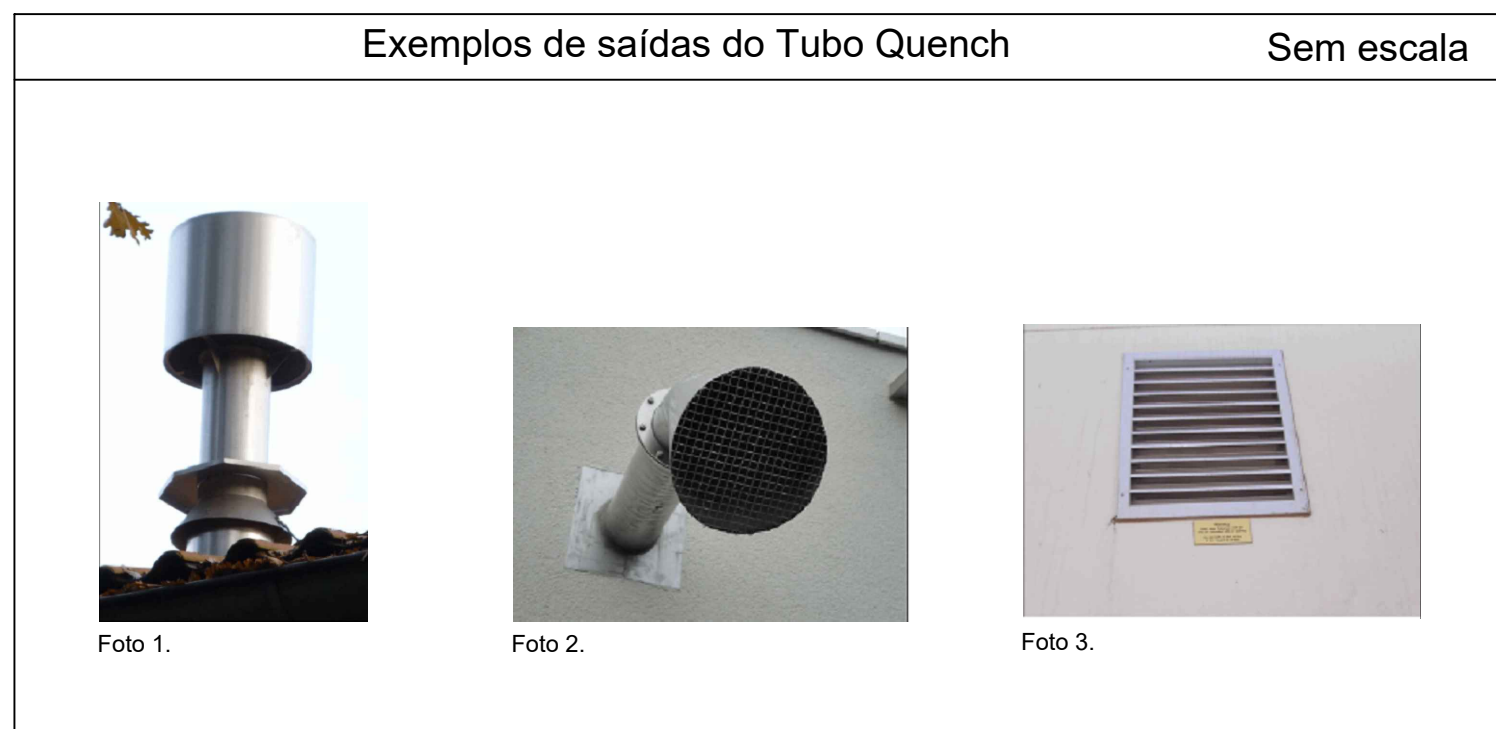 Exemplos de saídas do Tubo Quench
Sem escala
Foto 1.
Foto 2.
Foto 3.